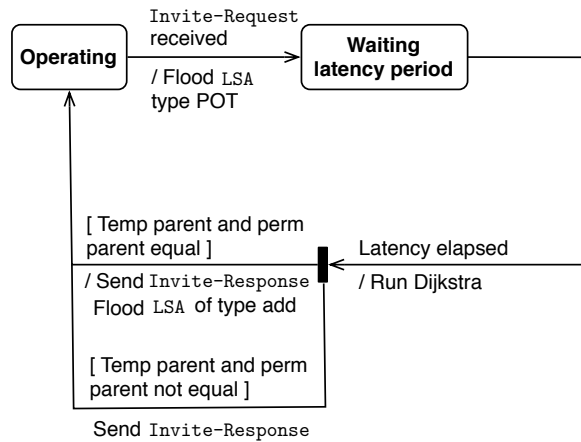 Invite-Request
received
Operating
Waiting
latency period
/ Flood LSA
type POT
[ Temp parent and perm
parent equal ]
Latency elapsed
/ Send Invite-Response
Flood LSA of type add
/ Run Dijkstra
[ Temp parent and perm
parent not equal ]
Send Invite-Response